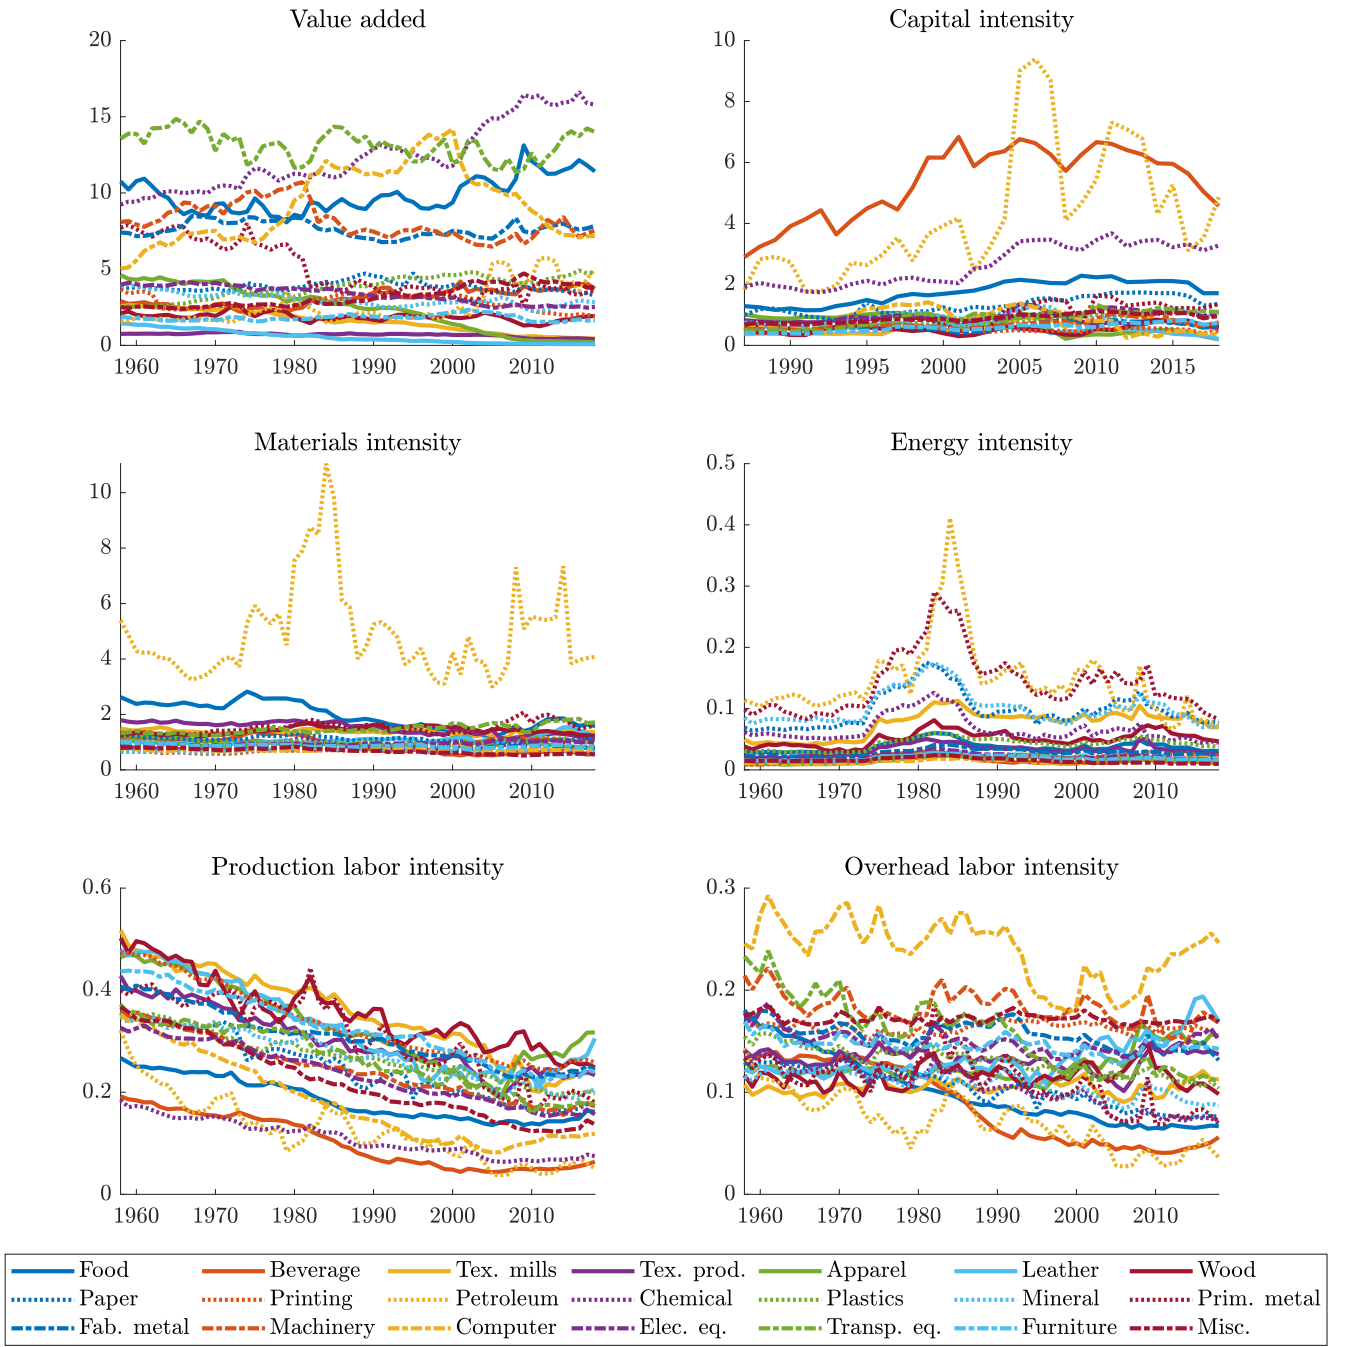 Value added
Capital intensity
20
15
10
5
0
1960 1970 1980 1990 2000 2010
10
8
6
4
2
0
1990 1995 2000 2005 2010 2015
Materials intensity
Energy intensity
10
8
6
4
2
0
1960 1970 1980 1990 2000 2010
0.5
0.4
0.3
0.2
0.1
0
1960 1970 1980 1990 2000 2010
Production labor intensity
Overhead labor intensity
0.6
0.4
0.2
0
1960 1970 1980 1990 2000 2010
0.3
0.2
0.1
0
1960 1970 1980 1990 2000 2010
Food Beverage Tex. mills Tex. prod. Apparel Leather Wood
Paper Printing Petroleum Chemical Plastics Mineral Prim. metal
Fab. metal Machinery Computer Elec. eq. Transp. eq. Furniture Misc.